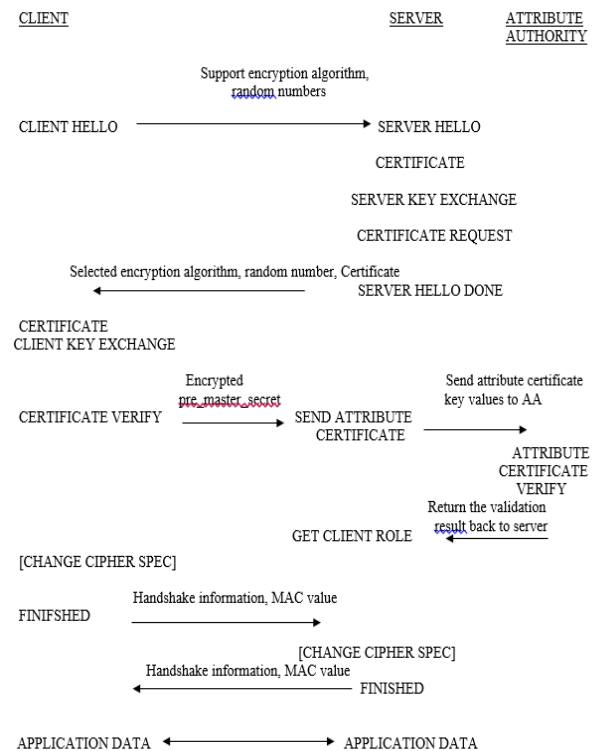 CLIENT
SERVER
ATTRIBUTE
AUTHORITY
Support encryption algorithm,
random numbers
CLIENT HELLO
SERVER HELLO
CERTIFICATE
SERVER KEY EXCHANGE
CERTIFICATE REQUEST
Selected encryption algorithm, random number, Certificate
SERVER HELLO DONE
CERTIFICATE
CLIENT KEY EXCHANGE
Encrypted
pre_master_secret
Send attribute certificate
key values to AA
CERTIFICATE VERIFY
SEND ATTRIBUTE
CERTIFICATE
ATTRIBUTE
CERTIFICATE
VERIFY
Return the validation
result back to server
GET CLIENT ROLE
[CHANGE CIPHER SPEC]
Handshake information, MAC value
FINIFSHED
[CHANGE CIPHER SPEC]
Handshake information, MAC value
FINISHED
APPLICATION DATA
APPLICATION DATA